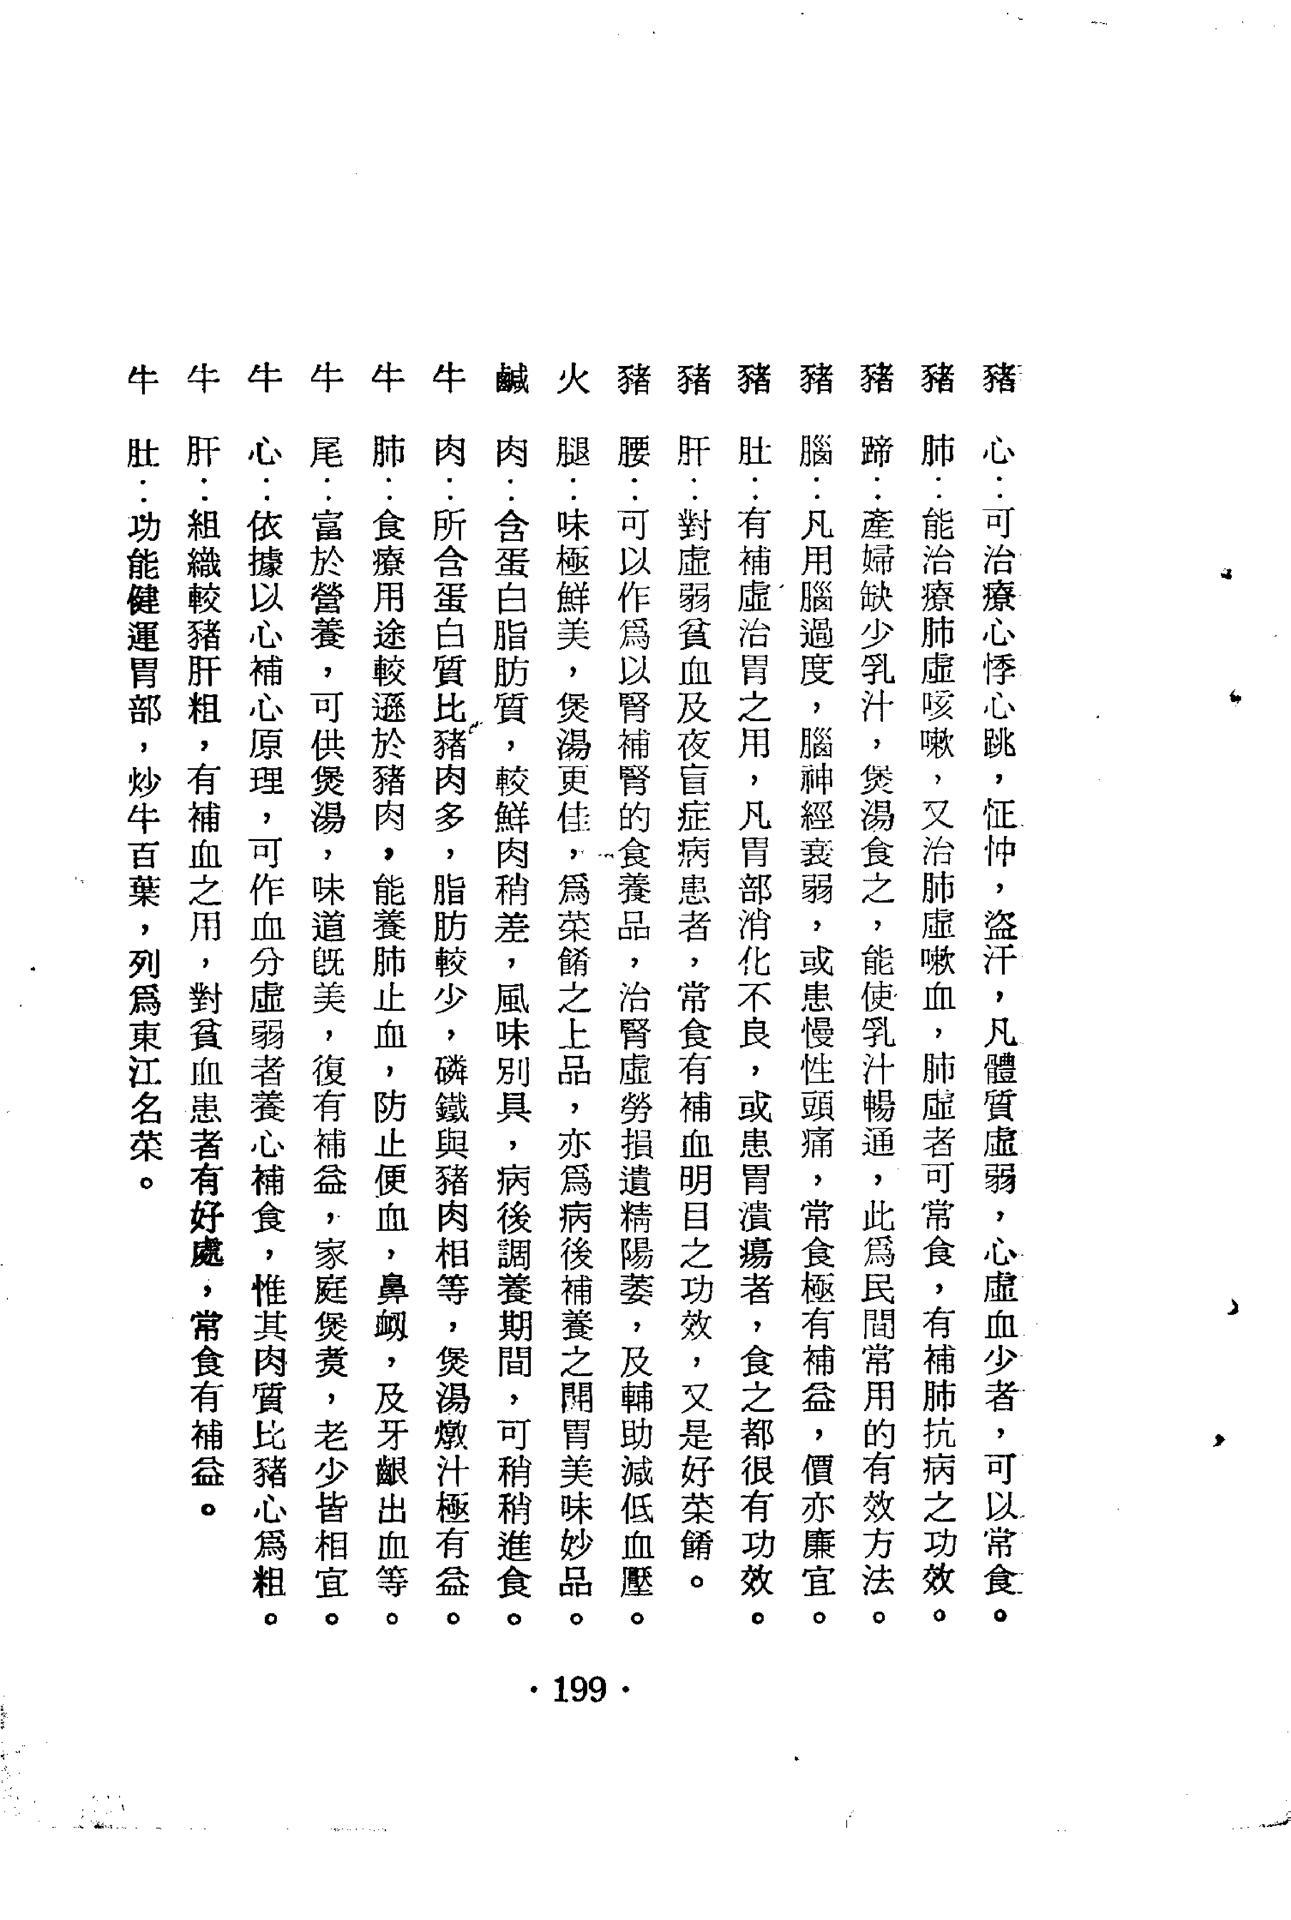 豬　心：可治療心悸心跳，怔忡，盜汗，凡體質虛弱，心虛血少者，可以常食。
豬　肺：能治療肺虛咳嗽，又治肺虛嗽血，肺虛者可常食，有補肺抗病之功效。
豬　蹄：產婦缺少乳汁，煲湯食之，能使乳汁暢通，此爲民間常用的有效方法。
豬　腦：凡用腦過度，腦神經衰弱，或患慢性頭痛，常食極有補益，價亦廉宜。
豬　肚：有補虛治胃之用，凡胃部消化不良，或患胃潰瘍者，食之都很有功效。
豬　肝：對虛弱貧血及夜盲症病患者，常食有補血明目之功效，又是好菜餚。
豬　腰：可以作爲以腎補腎的食養品，治腎虛勞損遺精陽萎，及輔助減低血壓。
火　腿：味極鮮美，煲湯更佳，爲菜餚之上品，亦爲病後補養之開胃美味妙品。
鹹　肉：含蛋白脂肪質，較鮮肉稍差，風味別具，病後調養期間，可稍稍進食。
牛　肉：所含蛋白質比豬肉多，脂肪較少，磷鐵與豬肉相等，煲湯燉汁極有益。
牛　肺：食療用途較遜於豬肉，能養肺止血，防止便血，鼻衂，及牙齦出血等。
牛　尾：富於營養，可供煲湯，味道旣美，復有補益，家庭煲煑，老少皆相宜。
牛　心：依據以心補心原理，可作血分虛弱者養心補食，惟其肉質比豬心爲粗。
牛　肝：組織較豬肝粗，有補血之用，對貧血患者有好處，常食有補益。
牛　肚：功能健運胃部，炒牛百葉，列爲東江名菜。
·199·